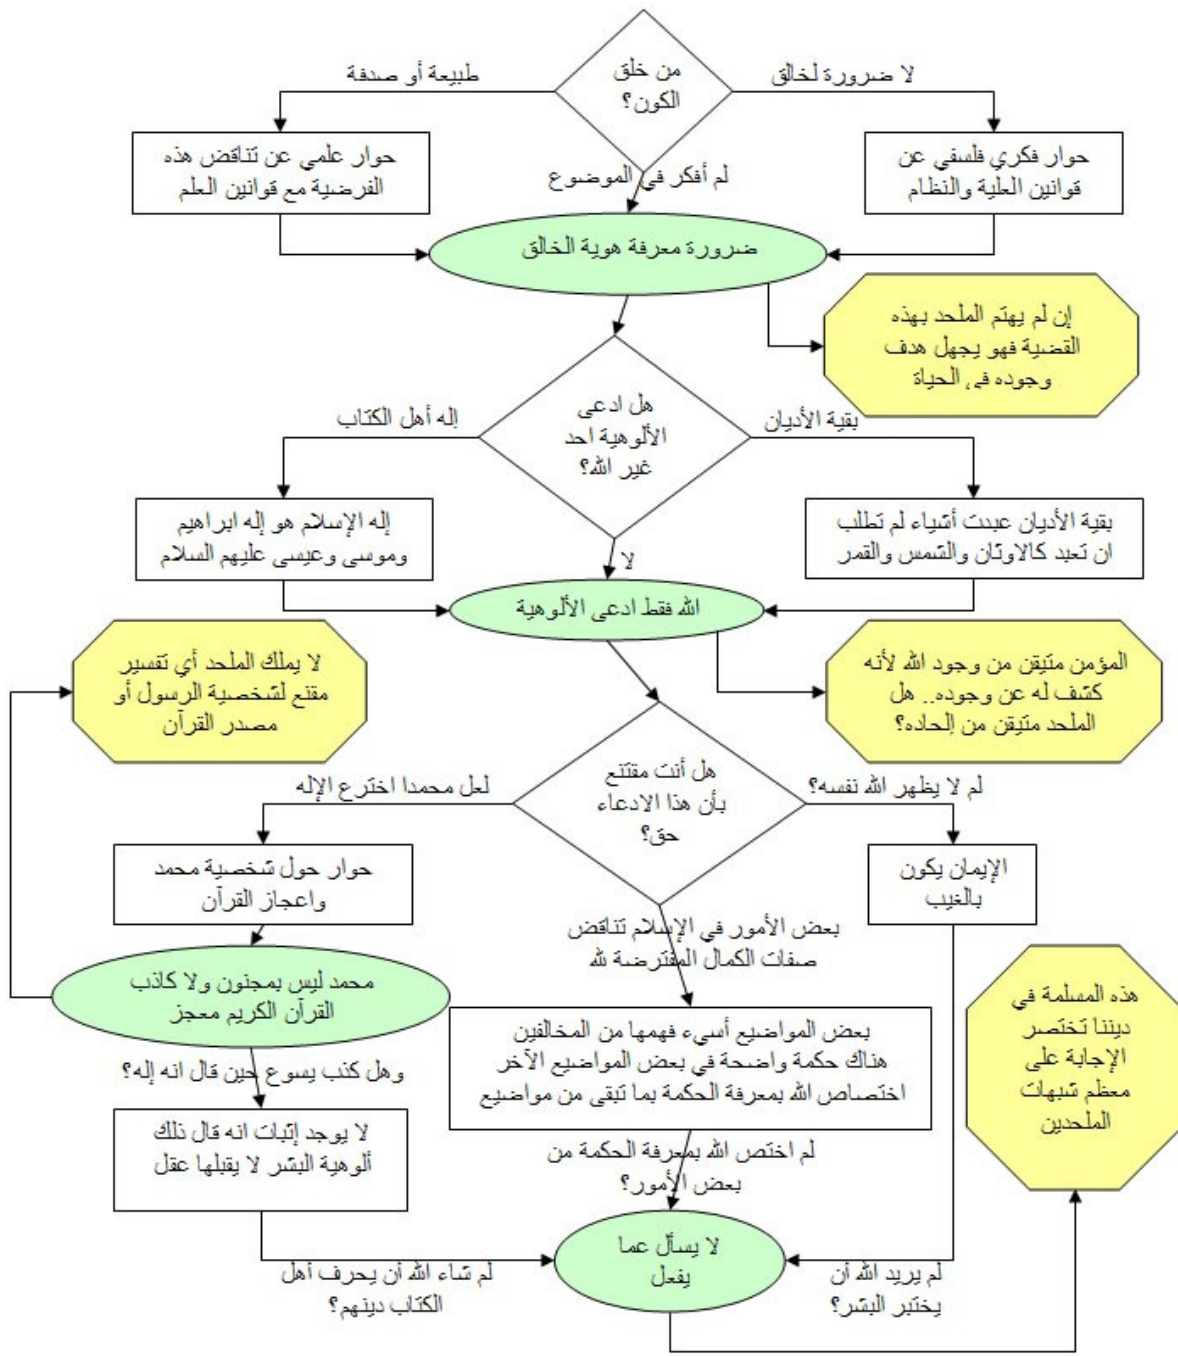 من خلق
الكون؟
طبيعة أو صدفة
لا ضرورة لخالق
حوار علمي عن تناقض هذه
الفرضية مع قوانين العلم
لم أفكر في الموضوع
حوار فكري فلسفي عن
قوانين العلية والنظام
ضرورة معرفة هوية الخالق
إن لم يهتم الملحد بهذه
القضية فهو يجهل هدف
وجوده في الحياة
هل ادعى
الألوهية احد
غير الله؟
إله أهل الكتاب
بقية الأديان
إله الإسلام هو إله ابراهيم
وموسى وعيسى عليهم السلام
لا
بقية الأديان عبدت أشياء لم تطلب
ان تعبد كالاوثان والشمس والقمر
الله فقط ادعى الألوهية
لا يملك الملحد أي تفسير
مقنع لشخصية الرسول أو
مصدر القرآن
المؤمن متيقن من وجود الله لأنه
كشف له عن وجوده.. هل
الملحد متيقن من إلحاده؟
هل أنت مقتنع
بأن هذا الادعاء
حق؟
لعل محمدا اخترع الإله
لم لا يظهر الله نفسه؟
حوار حول شخصية محمد
واعجاز القرآن
الإيمان يكون
بالغيب
بعض الأمور في الإسلام تناقض
صفات الكمال المفترضة لله
محمد ليس بمجنون ولا كاذب
القرآن الكريم معجز
بعض المواضيع أسيء فهمها من المخالفين
هناك حكمة واضحة في بعض المواضيع الآخر
اختصاص الله بمعرفة الحكمة بما تبقى من مواضيع
هذه المسلمة في
ديننا تختصر
الإجابة على
معظم شبهات
الملحدين
وهل كذب يسوع حين قال انه إله؟
لا يوجد إثبات انه قال ذلك
ألوهية البشر لا يقبلها عقل
لم اختص الله بمعرفة الحكمة من
بعض الأمور؟
لا يسأل عما
يفعل
لم شاء الله أن يحرف أهل
الكتاب دينهم؟
لم يريد الله أن
يختبر البشر؟